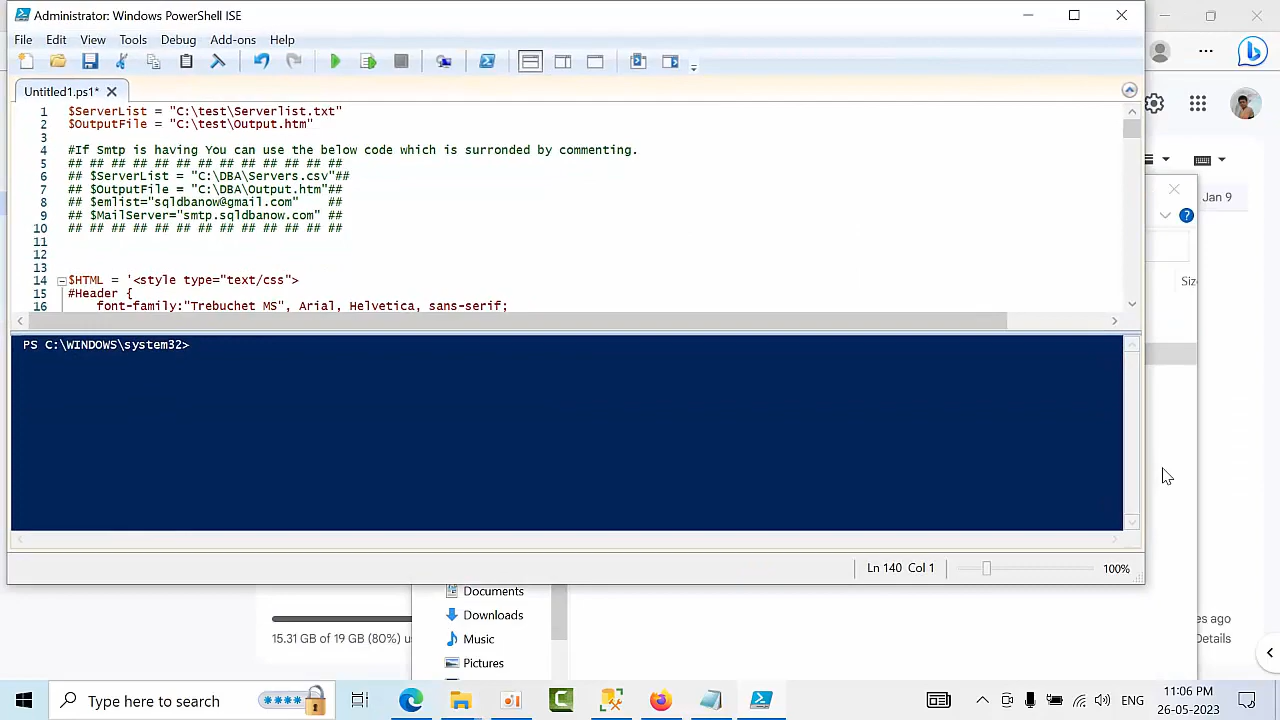 Administrator: Windows PowerShell ISE
File Edit View Tools Debug Add-ons Help
Untitled1.ps1*
1 $ServerList = "C:\test\Serverlist.txt"
2 $OutputFile = "C:\test\Output.htm"
3
4 #If Smtp is having You can use the below code which is surronded by commenting.
5 ## ## ## ## ## ## ## ## ## ## ## ## ##
6 ## $ServerList = "C:\DBA\Servers.csv"##
7 ## $OutputFile = "C:\DBA\Output.htm"##
8 ## $emlist="sqldbanow@gmail.com" ##
9 ## $MailServer="smtp.sqldbanow.com" ##
10 ## ## ## ## ## ## ## ## ## ## ## ## ##
11
12
13
14 $HTML = '<style type="text/css">
15 #Header {
16 font-family:"Trebuchet MS", Arial, Helvetica, sans-serif;
PS C:\WINDOWS\system32>
Ln 140 Col 1
100%
Jan 9
Siz
Documents
Downloads
Music
Pictures
15.31 GB of 19 GB (80%) u
es ago
Details
Type here to search
ENG
11:06 PM
26-05-2023